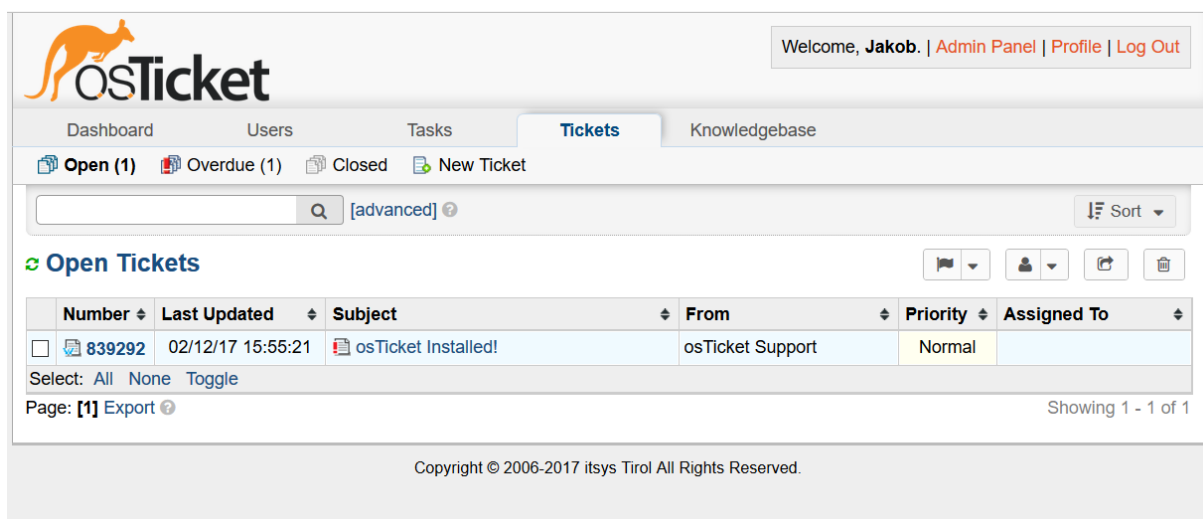 Welcome, Jakob. | Admin Panel | Profile | Log Out
osTicket
Dashboard Users Tasks Tickets Knowledgebase
Open (1) Overdue (1) Closed New Ticket
[advanced] Sort
Open Tickets
Number Last Updated Subject From Priority Assigned To
839292 02/12/17 15:55:21 osTicket Installed! osTicket Support Normal
Select: All None Toggle
Page: [1] Export Showing 1 - 1 of 1
Copyright © 2006-2017 itsys Tirol All Rights Reserved.